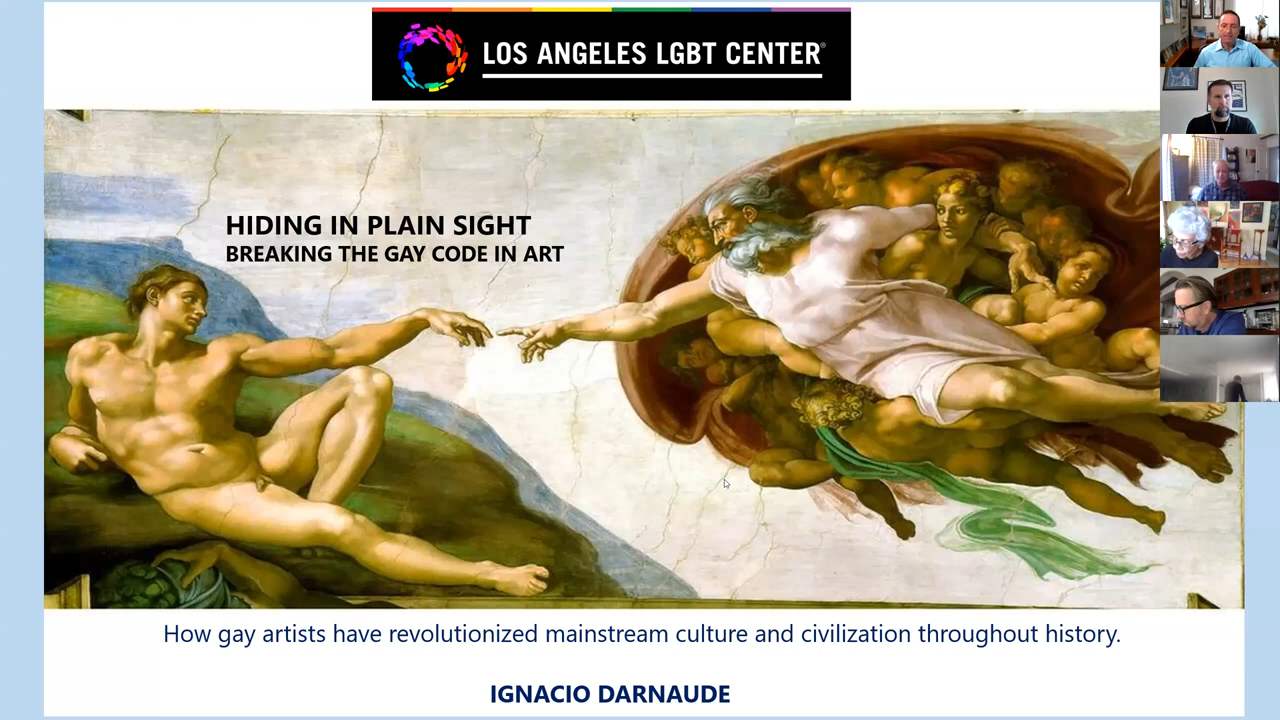 LOS ANGELES LGBT CENTER®
HIDING IN PLAIN SIGHT
BREAKING THE GAY CODE IN ART
How gay artists have revolutionized mainstream culture and civilization throughout history.
IGNACIO DARNAUDE